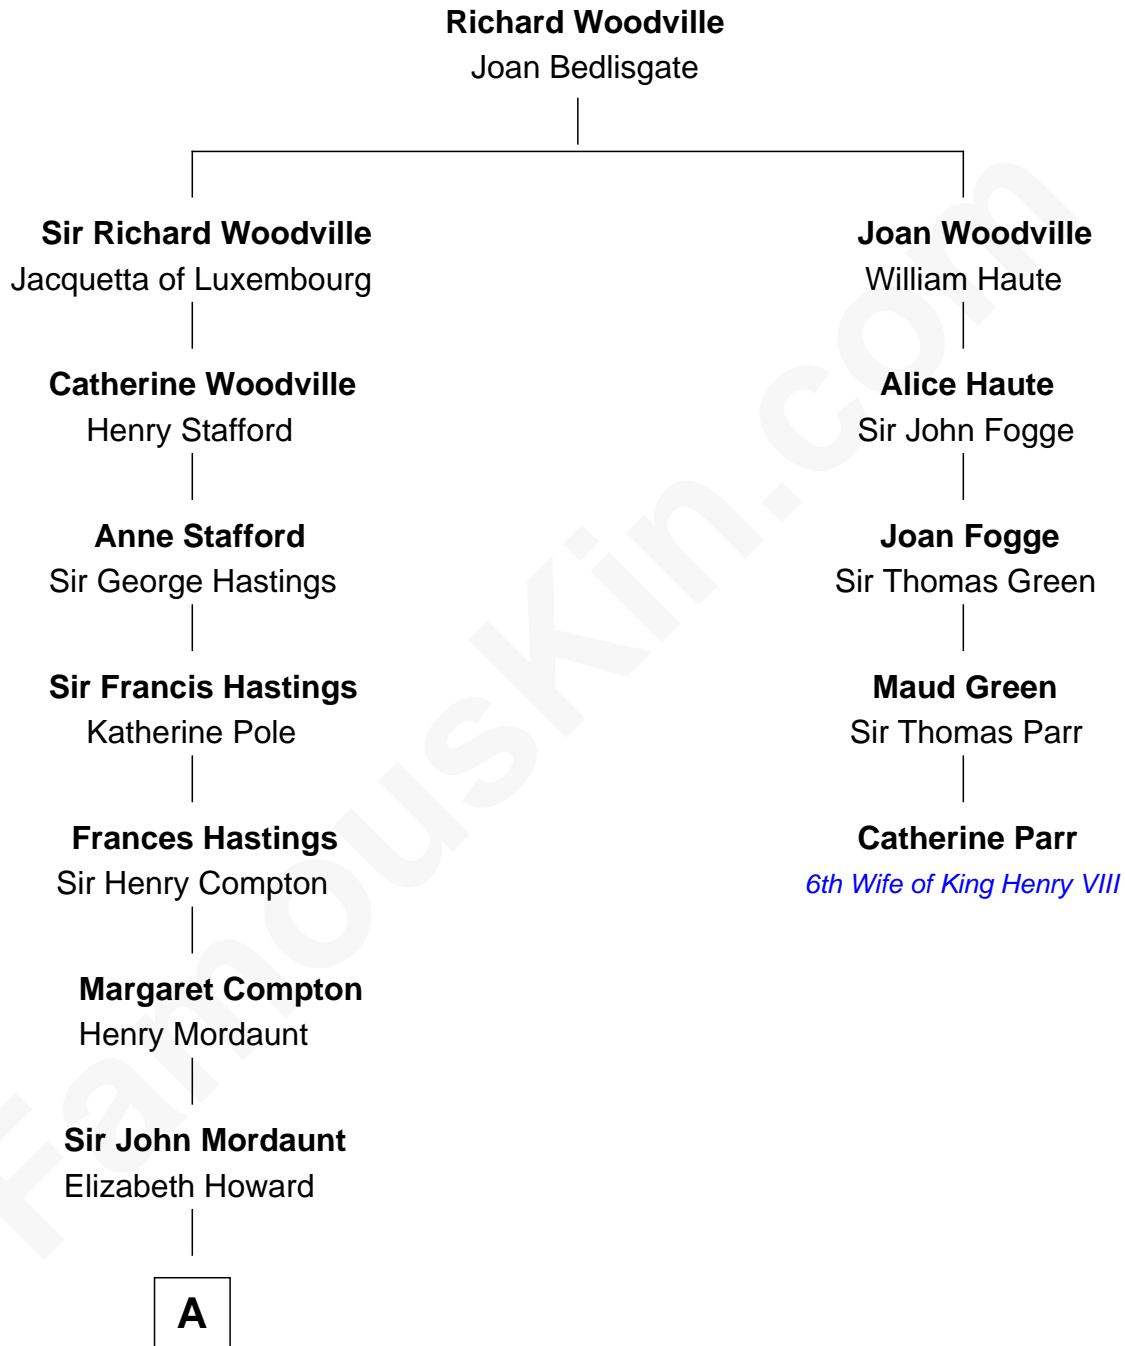 Richard Woodville
Joan Bedlisgate
Sir Richard Woodville
Jacquetta of Luxembourg
Joan Woodville
William Haute
Catherine Woodville
Henry Stafford
Alice Haute
Sir John Fogge
Anne Stafford
Sir George Hastings
Joan Fogge
Sir Thomas Green
Sir Francis Hastings
Katherine Pole
Maud Green
Sir Thomas Parr
Frances Hastings
Sir Henry Compton
Catherine Parr
6th Wife of King Henry VIII
Margaret Compton
Henry Mordaunt
Sir John Mordaunt
Elizabeth Howard
A
FamousKin.com